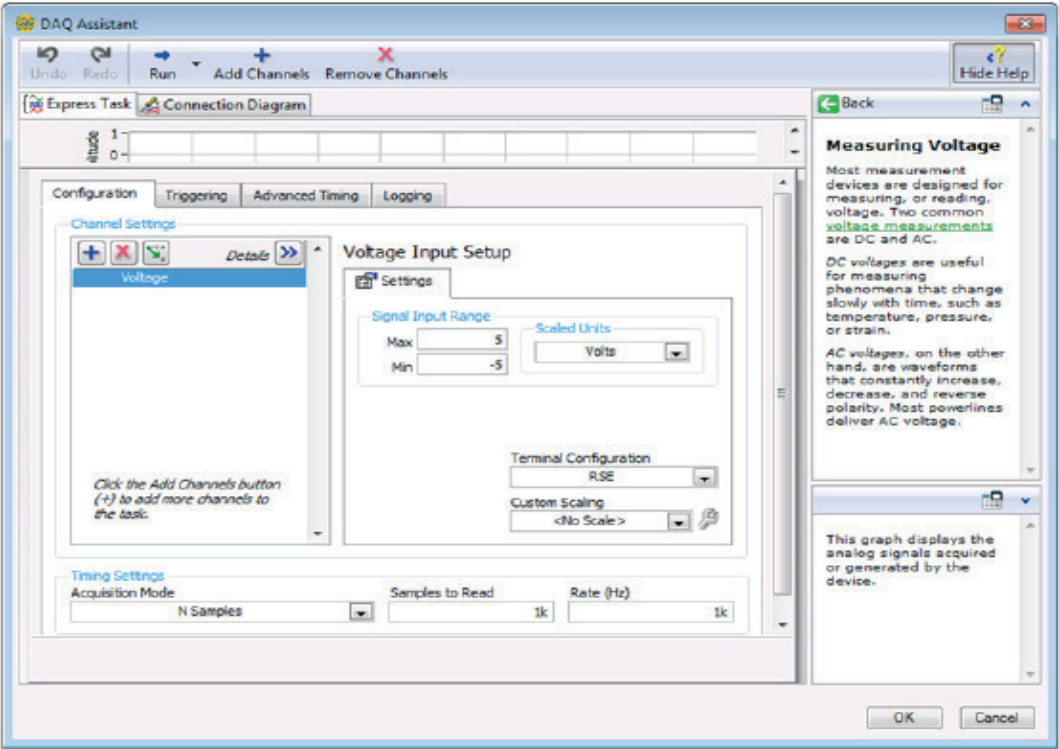 DAQ Assistant
Undo Redo Run Add Channels Remove Channels Hide Help
Express Task Connection Diagram
1
0
Configuration Triggering Advanced Timing Logging
Channel Settings
Details
Voltage
Click the Add Channels button
(+) to add more channels to
the task.
Voltage Input Setup
Settings
Signal Input Range
Max 5
Min -5
Scaled Units
Volts
Terminal Configuration
RSE
Custom Scaling
<No Scale>
Timing Settings
Acquisition Mode Samples to Read Rate (Hz)
N Samples 1k 1k
Back
Measuring Voltage
Most measurement
devices are designed for
measuring, or reading,
voltage. Two common
voltage measurements
are DC and AC.
DC voltages are useful
for measuring
phenomena that change
slowly with time, such as
temperature, pressure,
or strain.
AC voltages, on the other
hand, are waveforms
that constantly increase,
decrease, and reverse
polarity. Most powerlines
deliver AC voltage.
This graph displays the
analog signals acquired
or generated by the
device.
OK Cancel